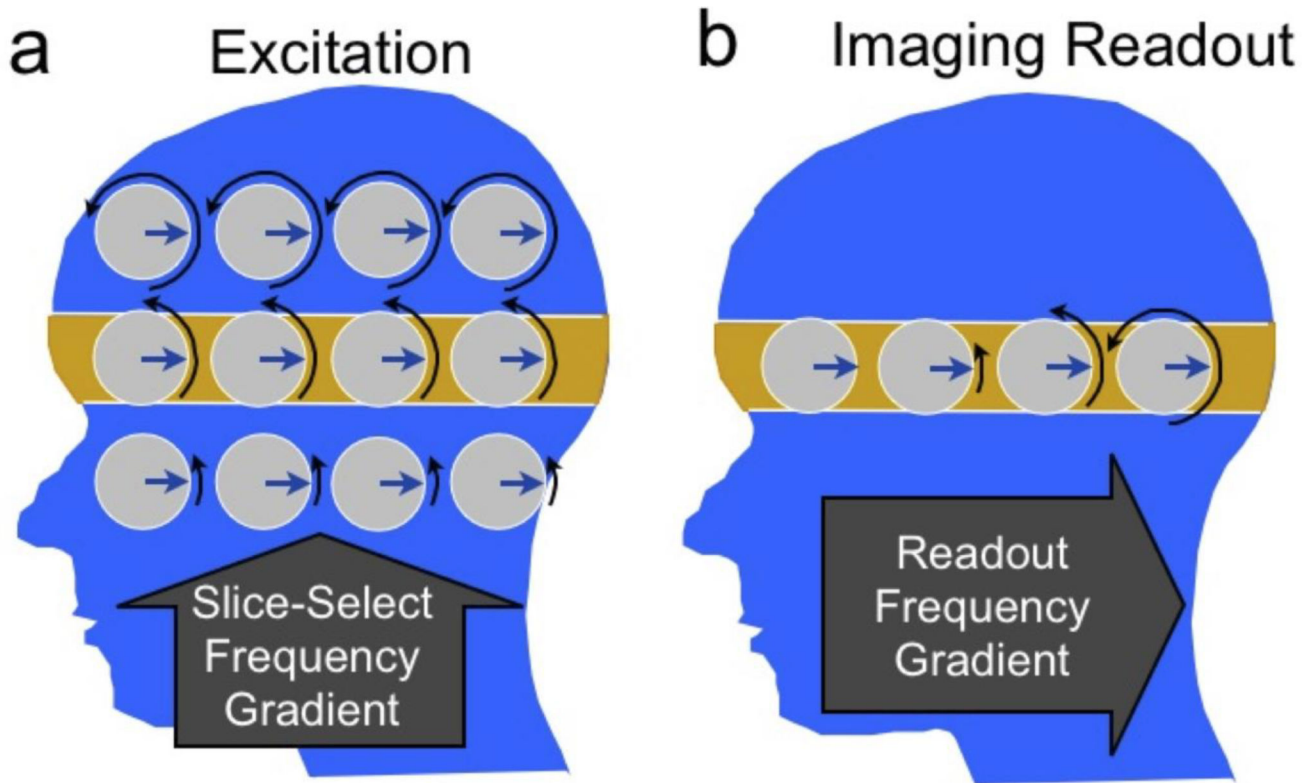 a
Excitation
Slice-Select
Frequency
Gradient
b
Imaging Readout
Readout
Frequency
Gradient